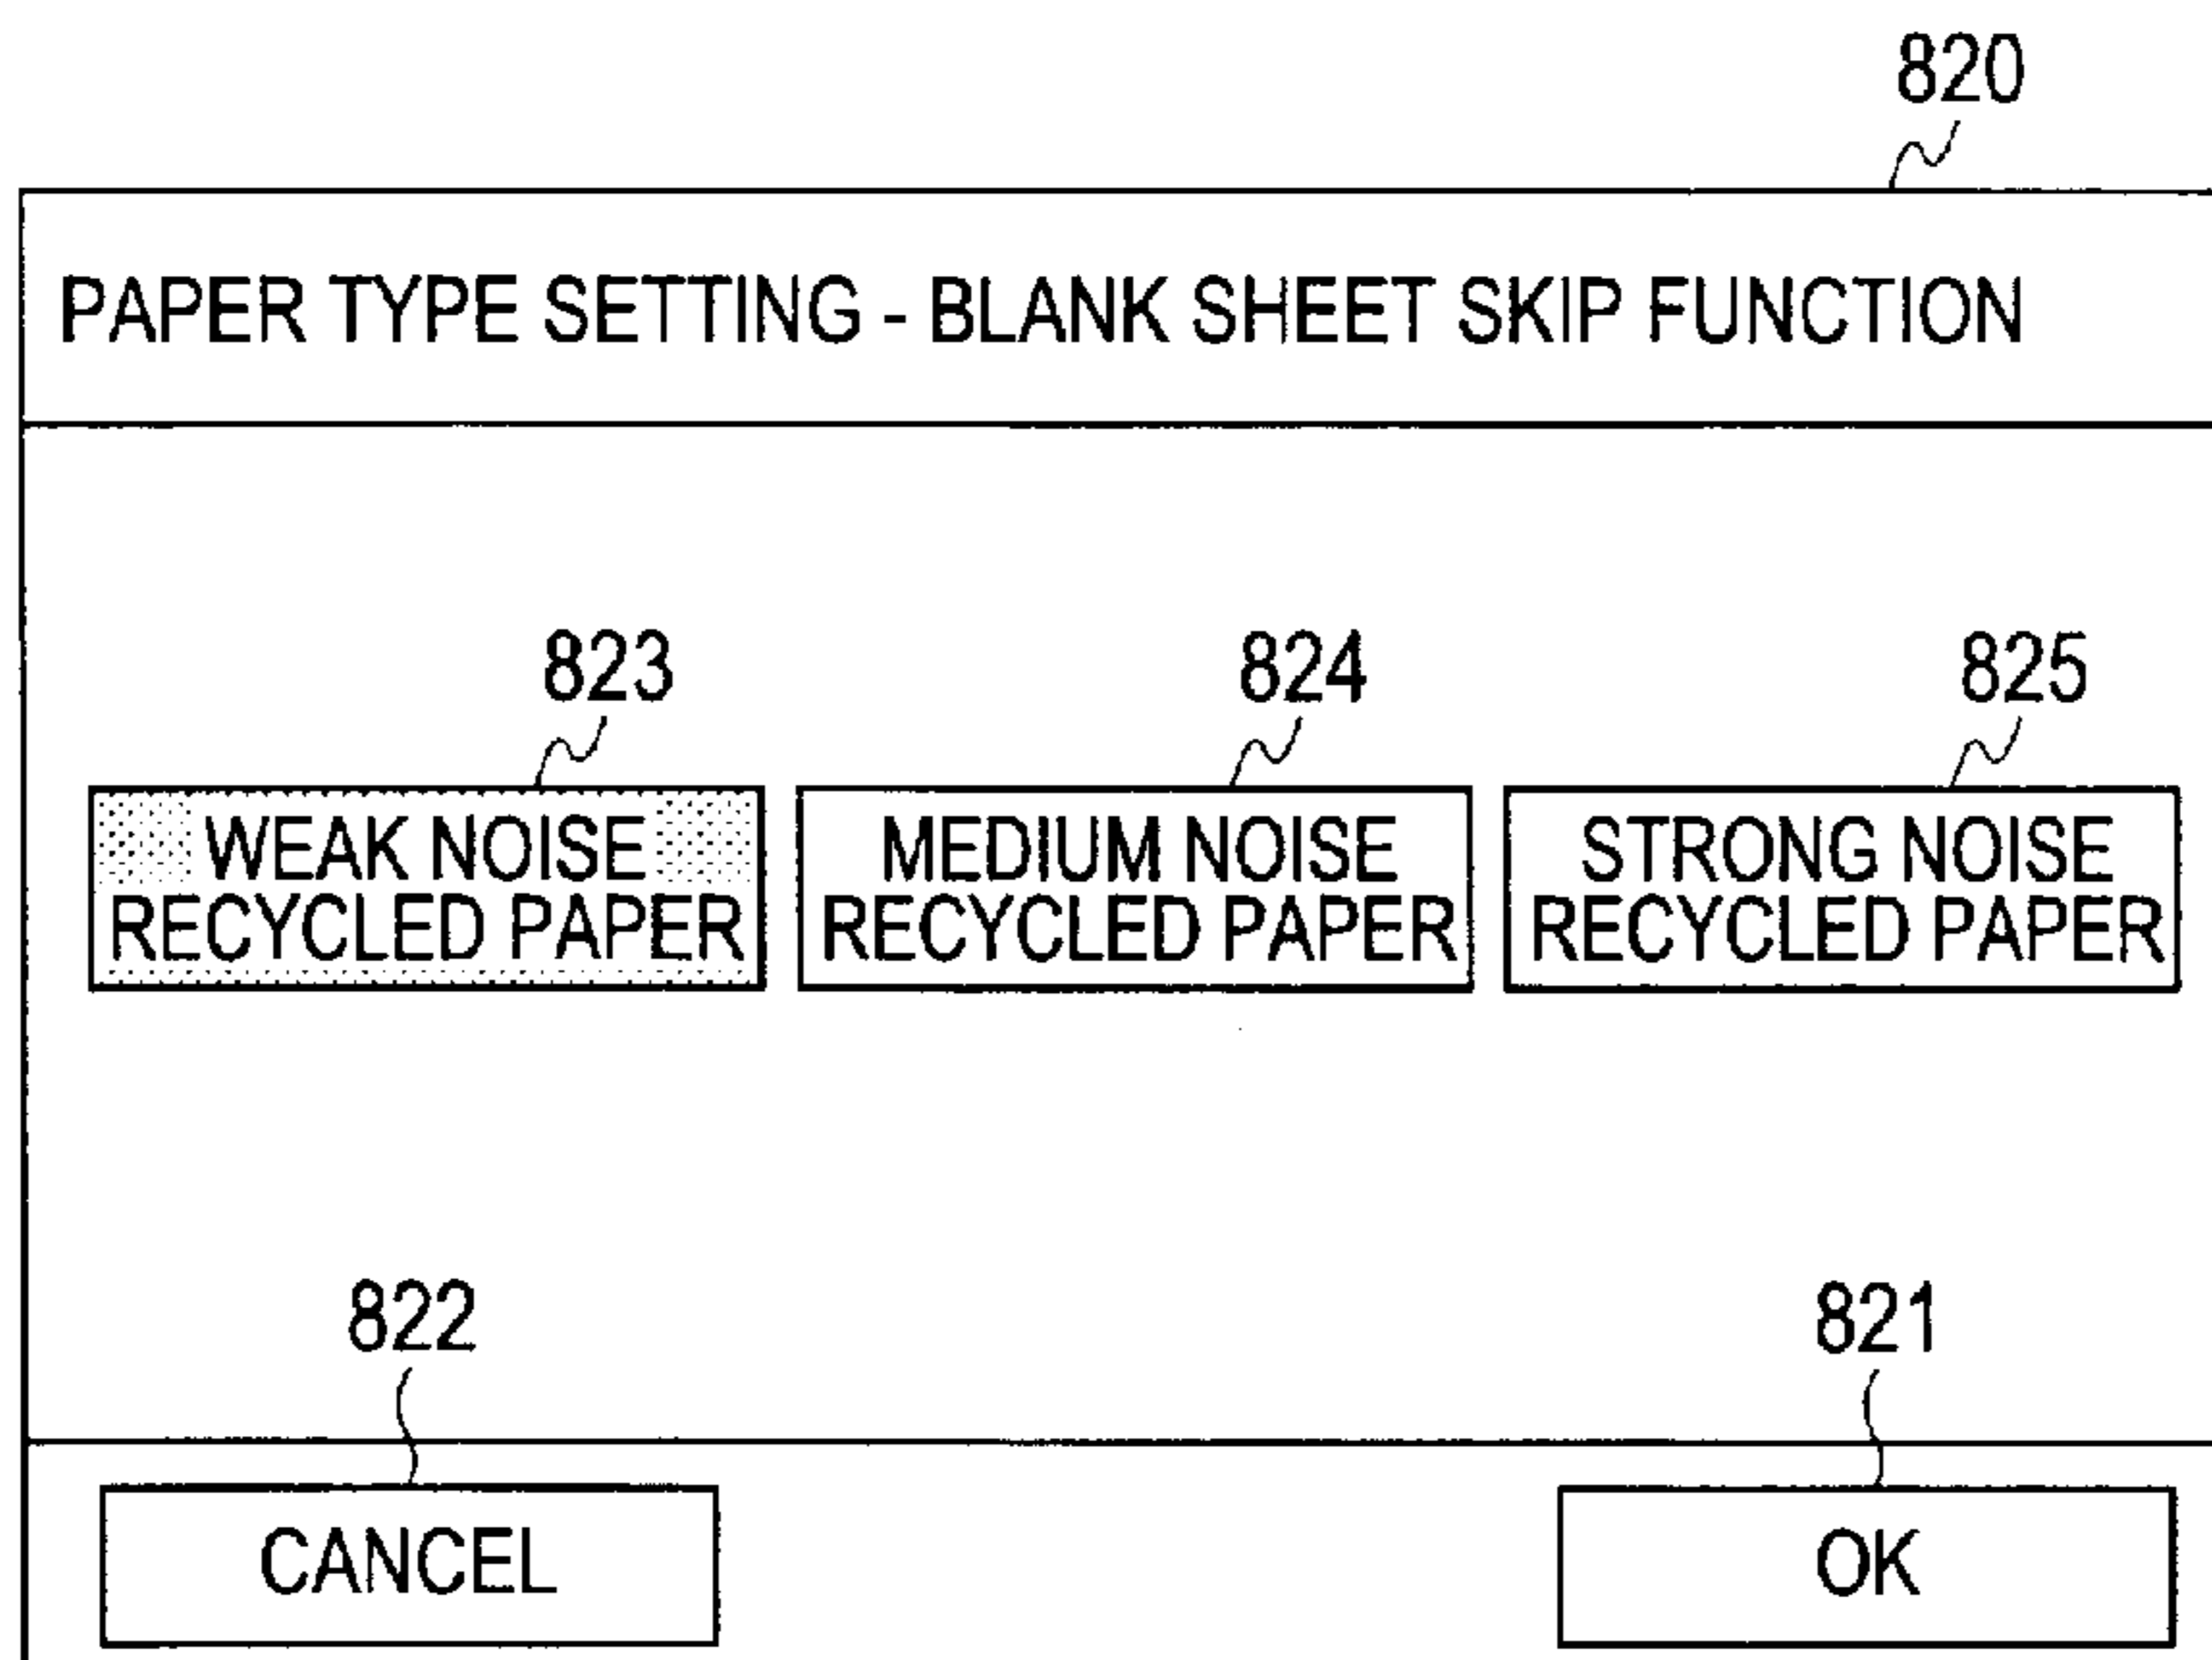 820
PAPER TYPE SETTING - BLANK SHEET SKIP FUNCTION
823
824
825
WEAK NOISE
RECYCLED PAPER
MEDIUM NOISE
RECYCLED PAPER
STRONG NOISE
RECYCLED PAPER
822
821
CANCEL
OK